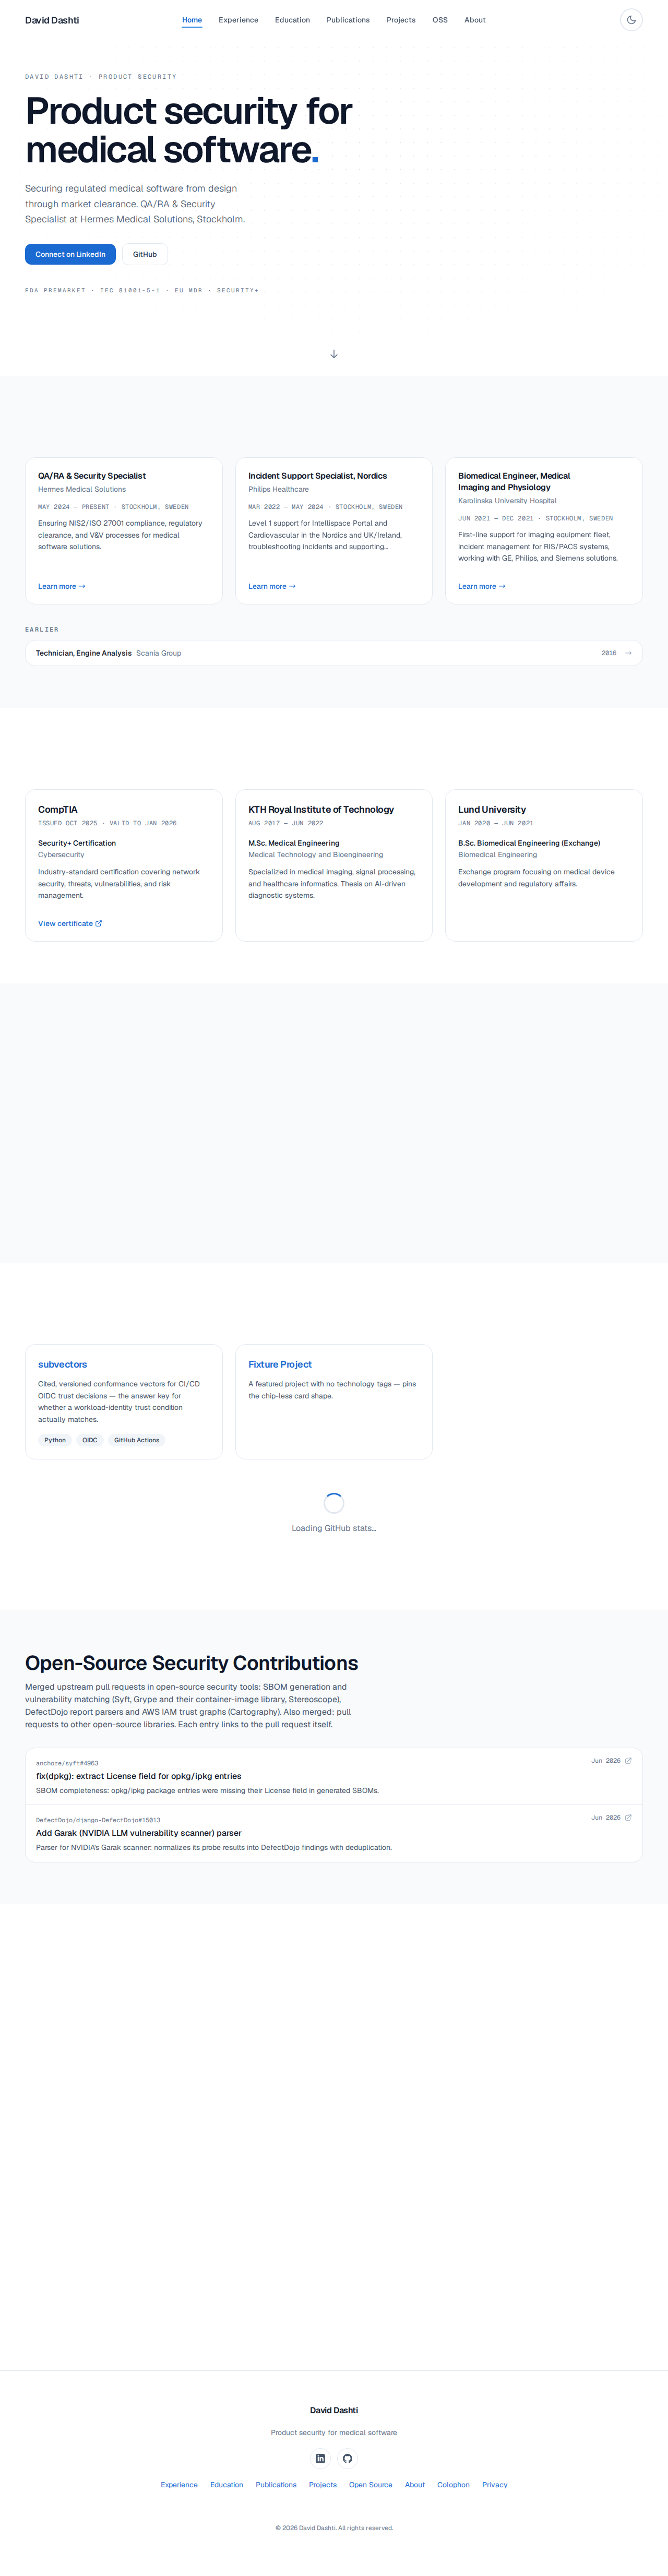 David Dashti
Home Experience Education Publications Projects OSS About
DAVID DASHTI · PRODUCT SECURITY
Product security for
medical software.
Securing regulated medical software from design
through market clearance. QA/RA & Security
Specialist at Hermes Medical Solutions, Stockholm.
Connect on LinkedIn
GitHub
FDA PREMARKET · IEC 81001-5-1 · EU MDR · SECURITY+
QA/RA & Security Specialist
Hermes Medical Solutions
MAY 2024 — PRESENT · STOCKHOLM, SWEDEN
Ensuring NIS2/ISO 27001 compliance, regulatory
clearance, and V&V processes for medical
software solutions.
Learn more →
Incident Support Specialist, Nordics
Philips Healthcare
MAR 2022 — MAY 2024 · STOCKHOLM, SWEDEN
Level 1 support for Intellispace Portal and
Cardiovascular in the Nordics and UK/Ireland,
troubleshooting incidents and supporting...
Learn more →
Biomedical Engineer, Medical
Imaging and Physiology
Karolinska University Hospital
JUN 2021 — DEC 2021 · STOCKHOLM, SWEDEN
First-line support for imaging equipment fleet,
incident management for RIS/PACS systems,
working with GE, Philips, and Siemens solutions.
Learn more →
EARLIER
Technician, Engine Analysis Scania Group 2016 →
CompTIA
ISSUED OCT 2025 · VALID TO JAN 2026
Security+ Certification
Cybersecurity
Industry-standard certification covering network
security, threats, vulnerabilities, and risk
management.
View certificate
KTH Royal Institute of Technology
AUG 2017 — JUN 2022
M.Sc. Medical Engineering
Medical Technology and Bioengineering
Specialized in medical imaging, signal processing,
and healthcare informatics. Thesis on AI-driven
diagnostic systems.
Lund University
JAN 2020 — JUN 2021
B.Sc. Biomedical Engineering (Exchange)
Biomedical Engineering
Exchange program focusing on medical device
development and regulatory affairs.
subvectors
Cited, versioned conformance vectors for CI/CD
OIDC trust decisions — the answer key for
whether a workload-identity trust condition
actually matches.
Python OIDC GitHub Actions
Fixture Project
A featured project with no technology tags — pins
the chip-less card shape.
Loading GitHub stats...
Open-Source Security Contributions
Merged upstream pull requests in open-source security tools: SBOM generation and
vulnerability matching (Syft, Grype and their container-image library, Stereoscope),
DefectDojo report parsers and AWS IAM trust graphs (Cartography). Also merged: pull
requests to other open-source libraries. Each entry links to the pull request itself.
anchore/syft#4963 Jun 2026
fix(dpkg): extract License field for opkg/ipkg entries
SBOM completeness: opkg/ipkg package entries were missing their License field in generated SBOMs.
DefectDojo/django-DefectDojo#15013 Jun 2026
Add Garak (NVIDIA LLM vulnerability scanner) parser
Parser for NVIDIA's Garak scanner: normalizes its probe results into DefectDojo findings with deduplication.
David Dashti
Product security for medical software
Experience Education Publications Projects Open Source About Colophon Privacy
© 2026 David Dashti. All rights reserved.